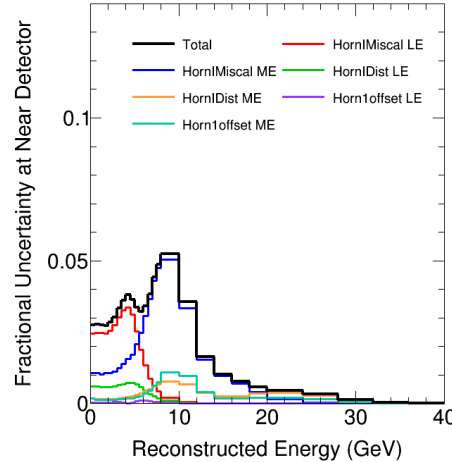 Fractional Uncertainty at Near Detector
Total
HornIMiscal LE
HornIMiscal ME
HornIDist LE
HornIDist ME
Horn1offset LE
Horn1offset ME
0.1
0.05
0
0 10 20 30 40
Reconstructed Energy (GeV)